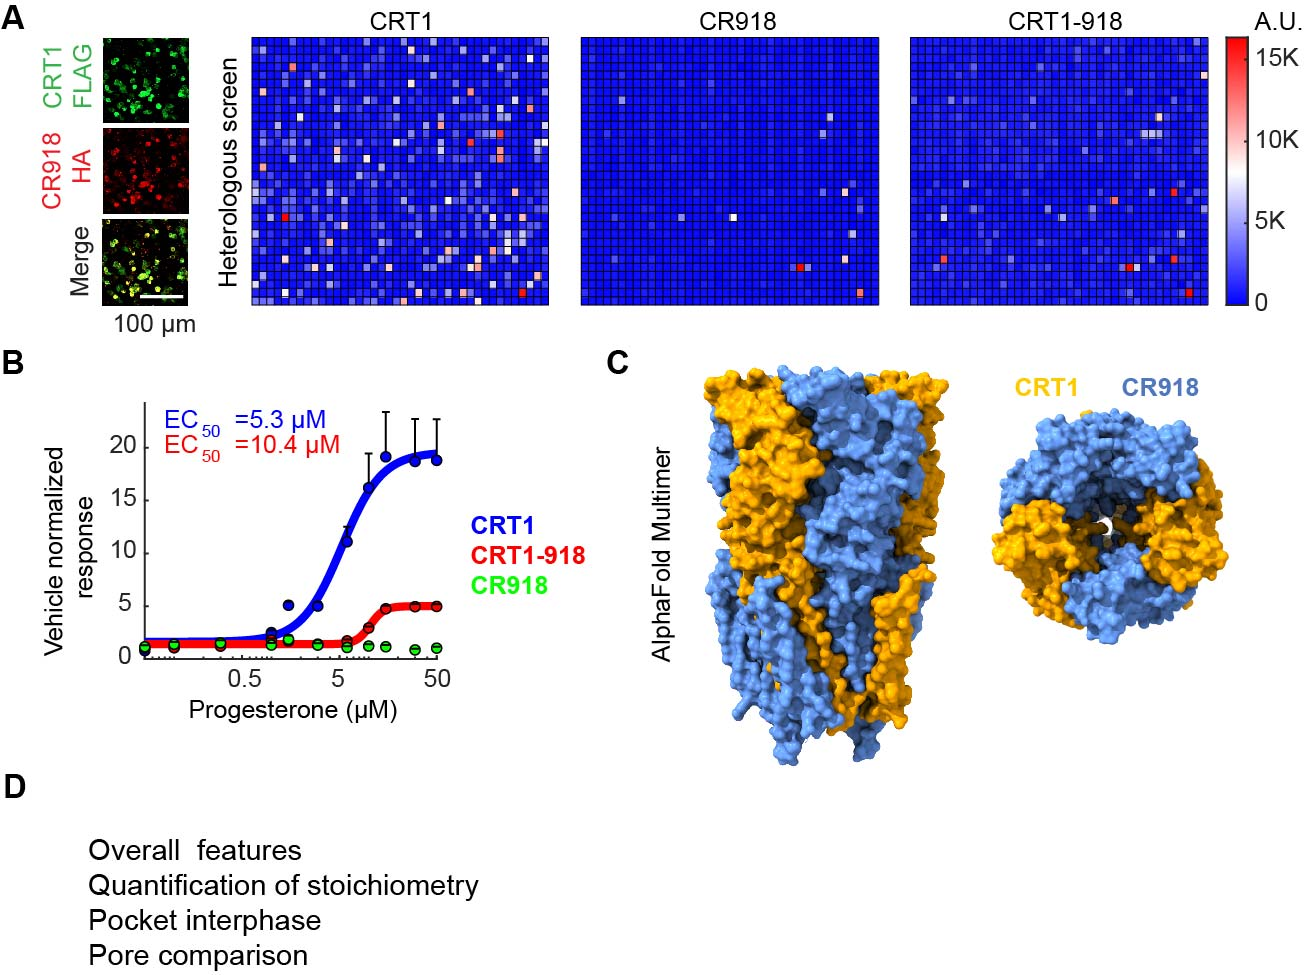 A
CRT1
FLAG
CR918
HA
Merge
100 µm
Heterologous screen
CRT1
CR918
CRT1-918
A.U.
15K
10K
5K
0
B
Vehicle normalized
response
20
15
10
5
0
EC50 =5.3 µM
EC50 =10.4 µM
0.5
5
50
Progesterone (µM)
CRT1
CRT1-918
CR918
C
AlphaFold Multimer
CRT1
CR918
D
Overall features
Quantification of stoichiometry
Pocket interphase
Pore comparison